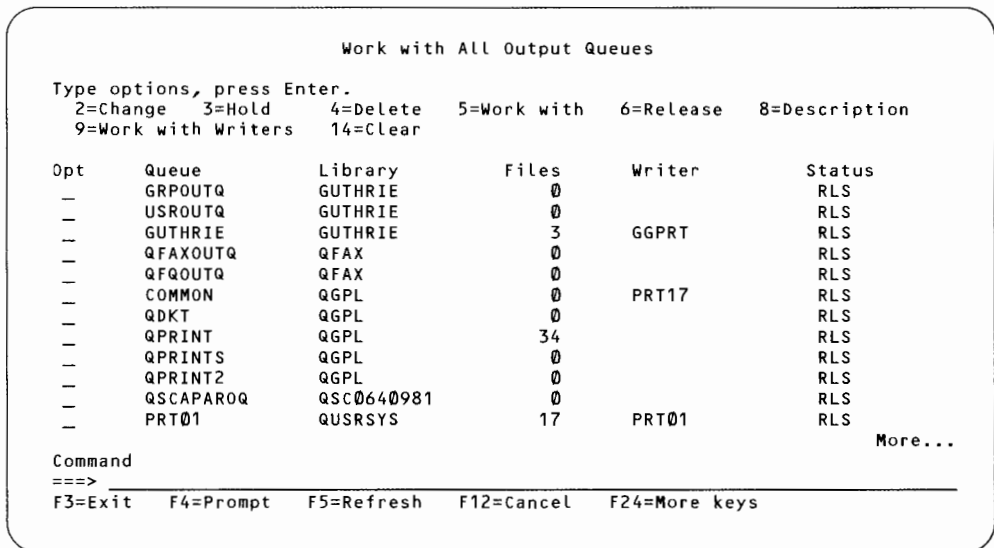 Work with All Output Queues
Type options, press Enter.
2=Change 3=Hold 4=Delete 5=Work with 6=Release 8=Description
9=Work with Writers 14=Clear
Opt Queue Library Files Writer Status
_ GRPOUTQ GUTHRIE 0 RLS
_ USROUTQ GUTHRIE 0 RLS
_ GUTHRIE GUTHRIE 3 GGPRT RLS
_ QFAXOUTQ QFAX 0 RLS
_ QFQOUTQ QFAX 0 RLS
_ COMMON QGPL 0 PRT17 RLS
_ QDKT QGPL 0 RLS
_ QPRINT QGPL 34 RLS
_ QPRINTS QGPL 0 RLS
_ QPRINT2 QGPL 0 RLS
_ QSCAPAROQ QSC0640981 0 RLS
_ PRT01 QUSRSYS 17 PRT01 RLS
More...
Command
===>
F3=Exit F4=Prompt F5=Refresh F12=Cancel F24=More keys